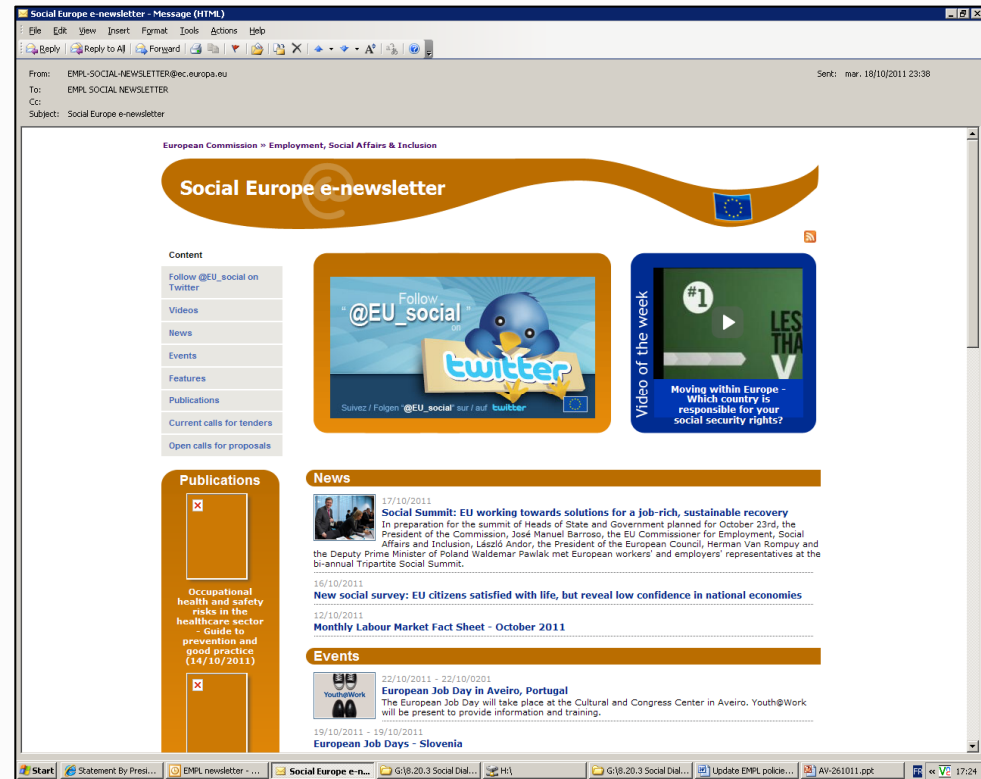 Social Europe e-newsletter - Message (HTML)
File Edit View Insert Format Tools Actions Help
Reply Reply to All Forward
From: EMPL-SOCIAL-NEWSLETTER@ec.europa.eu Sent: mar. 18/10/2011 23:38
To: EMPL SOCIAL NEWSLETTER
Cc:
Subject: Social Europe e-newsletter
European Commission » Employment, Social Affairs & Inclusion
Social Europe e-newsletter
Content
Follow @EU_social on
Twitter
Videos
News
Events
Features
Publications
Current calls for tenders
Open calls for proposals
Follow
"@EU_social"
on
twitter
Suivez / Folgen "@EU_social" sur / auf twitter
Video of the week
#1
LES
THA
V
Moving within Europe -
Which country is
responsible for your
social security rights?
Publications
Occupational
health and safety
risks in the
healthcare sector
- Guide to
prevention and
good practice
(14/10/2011)
News
17/10/2011
Social Summit: EU working towards solutions for a job-rich, sustainable recovery
In preparation for the summit of Heads of State and Government planned for October 23rd, the
President of the Commission, José Manuel Barroso, the EU Commissioner for Employment, Social
Affairs and Inclusion, László Andor, the President of the European Council, Herman Van Rompuy and
the Deputy Prime Minister of Poland Waldemar Pawlak met European workers' and employers' representatives at the
bi-annual Tripartite Social Summit.
16/10/2011
New social survey: EU citizens satisfied with life, but reveal low confidence in national economies
12/10/2011
Monthly Labour Market Fact Sheet - October 2011
Events
Youth@Work
22/10/2011 - 22/10/0201
European Job Day in Aveiro, Portugal
The European Job Day will take place at the Cultural and Congress Center in Aveiro. Youth@Work
will be present to provide information and training.
19/10/2011 - 19/10/2011
European Job Days - Slovenia
Start Statement By Presi... EMPL newsletter - ... Social Europe e-n... G:\8.20.3 Social Dial... H:\ G:\8.20.3 Social Dial... Update EMPL policie... AV-261011.ppt FR « 17:24